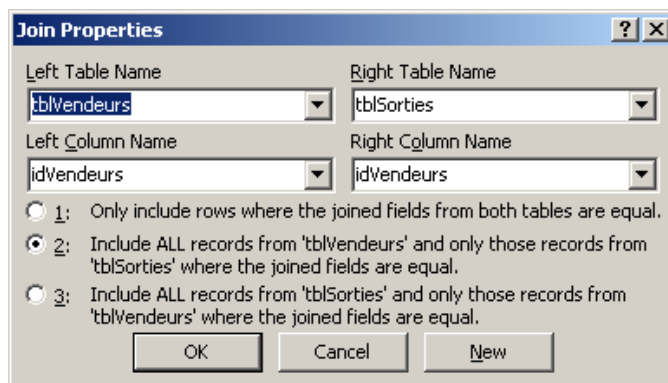 Join Properties
Left Table Name Right Table Name
tblVendeurs tblSorties
Left Column Name Right Column Name
idVendeurs idVendeurs
1: Only include rows where the joined fields from both tables are equal.
2: Include ALL records from 'tblVendeurs' and only those records from
'tblSorties' where the joined fields are equal.
3: Include ALL records from 'tblSorties' and only those records from
'tblVendeurs' where the joined fields are equal.
OK Cancel New